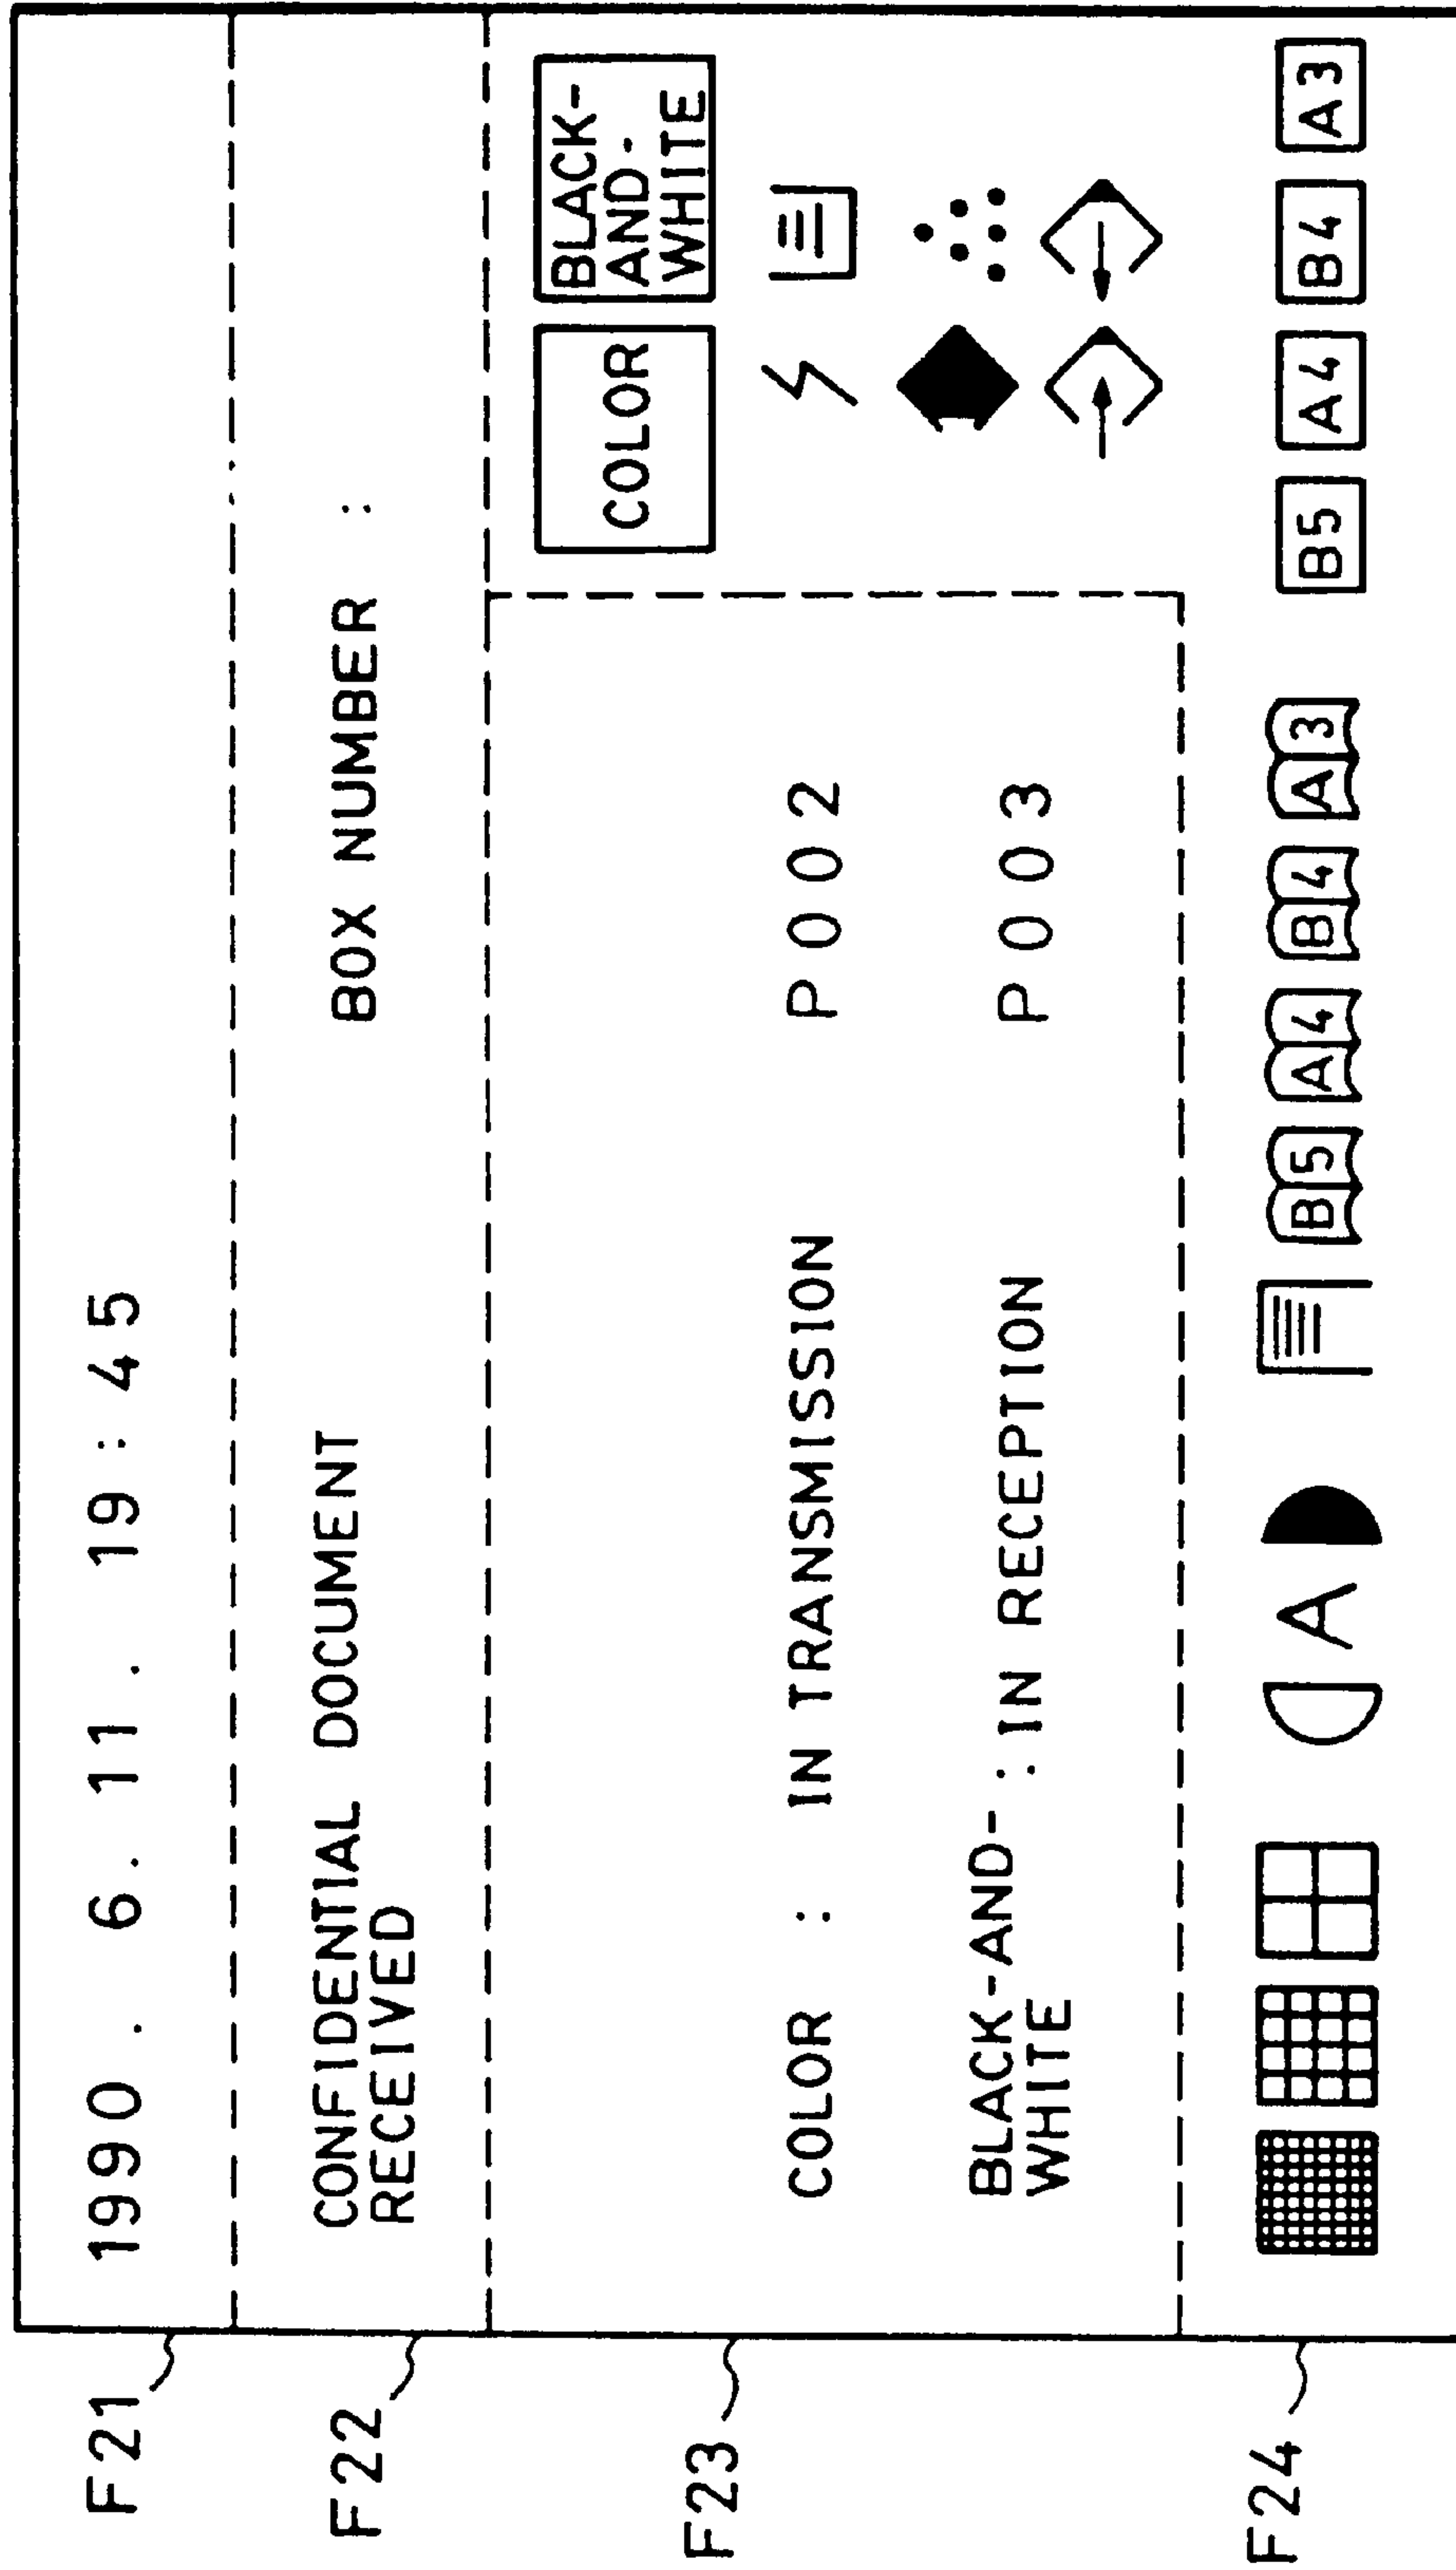 F21
1990. 6. 11. 19:45
F22
CONFIDENTIAL DOCUMENT
RECEIVED
BOX NUMBER :
F23
COLOR : IN TRANSMISSION P002
BLACK-AND- : IN RECEPTION P003
WHITE
COLOR
BLACK-
AND-
WHITE
F24
A
B5 A4 B4 A3
B5 A4 B4 A3